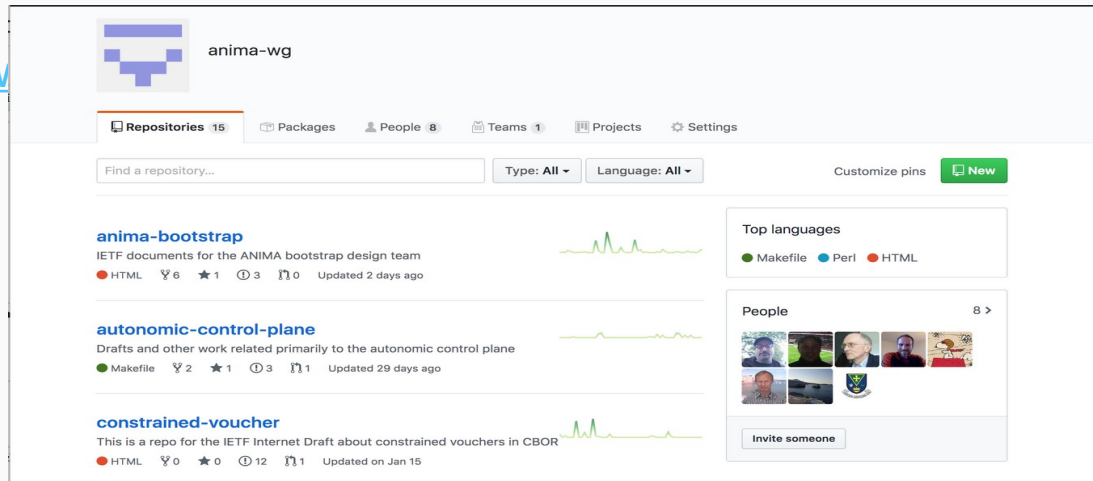 anima-wg
Repositories 15 Packages People 8 Teams 1 Projects Settings
Find a repository... Type: All Language: All Customize pins New
anima-bootstrap
IETF documents for the ANIMA bootstrap design team
HTML 6 1 3 0 Updated 2 days ago
autonomic-control-plane
Drafts and other work related primarily to the autonomic control plane
Makefile 2 1 3 1 Updated 29 days ago
constrained-voucher
This is a repo for the IETF Internet Draft about constrained vouchers in CBOR
HTML 0 0 12 1 Updated on Jan 15
Top languages
Makefile Perl HTML
People 8 >
Invite someone